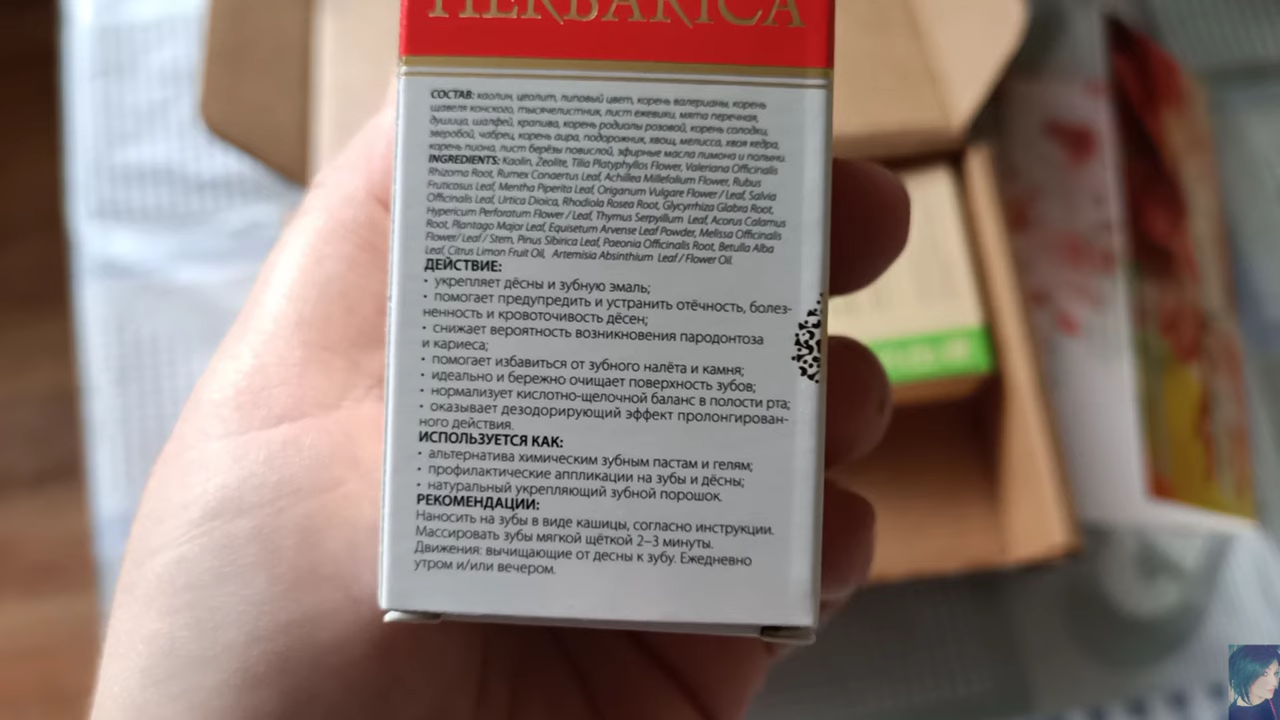 HERBARICA
СОСТАВ: каолин, цеолит, липовый цвет, корень валерианы, корень
щавеля конского, тысячелистник, лист ежевики, мята перечная,
душица, шалфей, крапива, корень радиолы розовой, корень солодки,
зверобой, чабрец, корень аира, подорожник, хвощ, мелисса, хвоя кедра,
корень пиона, лист берёзы повислой, эфирные масла лимона и полыни.
INGREDIENTS: Kaolin, Zeolite, Tilia Platyphyllos Flower, Valeriana Officinalis
Rhizoma Root, Rumex Conaertus Leaf, Achillea Millefolium Flower, Rubus
Fruticosus Leaf, Mentha Piperita Leaf, Origanum Vulgare Flower / Leaf, Salvia
Officinalis Leaf, Urtica Dioica, Rhodiola Rosea Root, Glycyrrhiza Glabra Root,
Hypericum Perforatum Flower / Leaf, Thymus Serpyillum Leaf, Acorus Calamus
Root, Plantago Major Leaf, Equisetum Arvense Leaf Powder, Melissa Officinalis
Flower/ Leaf / Stem, Pinus Sibirica Leaf, Paeonia Officinalis Root, Betulla Alba
Leaf, Citrus Limon Fruit Oil, Artemisia Absinthium Leaf / Flower Oil.
ДЕЙСТВИЕ:
• укрепляет дёсны и зубную эмаль;
• помогает предупредить и устранить отёчность, болез-
ненность и кровоточивость дёсен;
• снижает вероятность возникновения пародонтоза
и кариеса;
• помогает избавиться от зубного налёта и камня;
• идеально и бережно очищает поверхность зубов;
• нормализует кислотно-щелочной баланс в полости рта;
• оказывает дезодорирующий эффект пролонгирован-
ного действия.
ИСПОЛЬЗУЕТСЯ КАК:
• альтернатива химическим зубным пастам и гелям;
• профилактические аппликации на зубы и дёсны;
• натуральный укрепляющий зубной порошок.
РЕКОМЕНДАЦИИ:
Наносить на зубы в виде кашицы, согласно инструкции.
Массировать зубы мягкой щёткой 2–3 минуты.
Движения: вычищающие от десны к зубу. Ежедневно
утром и/или вечером.